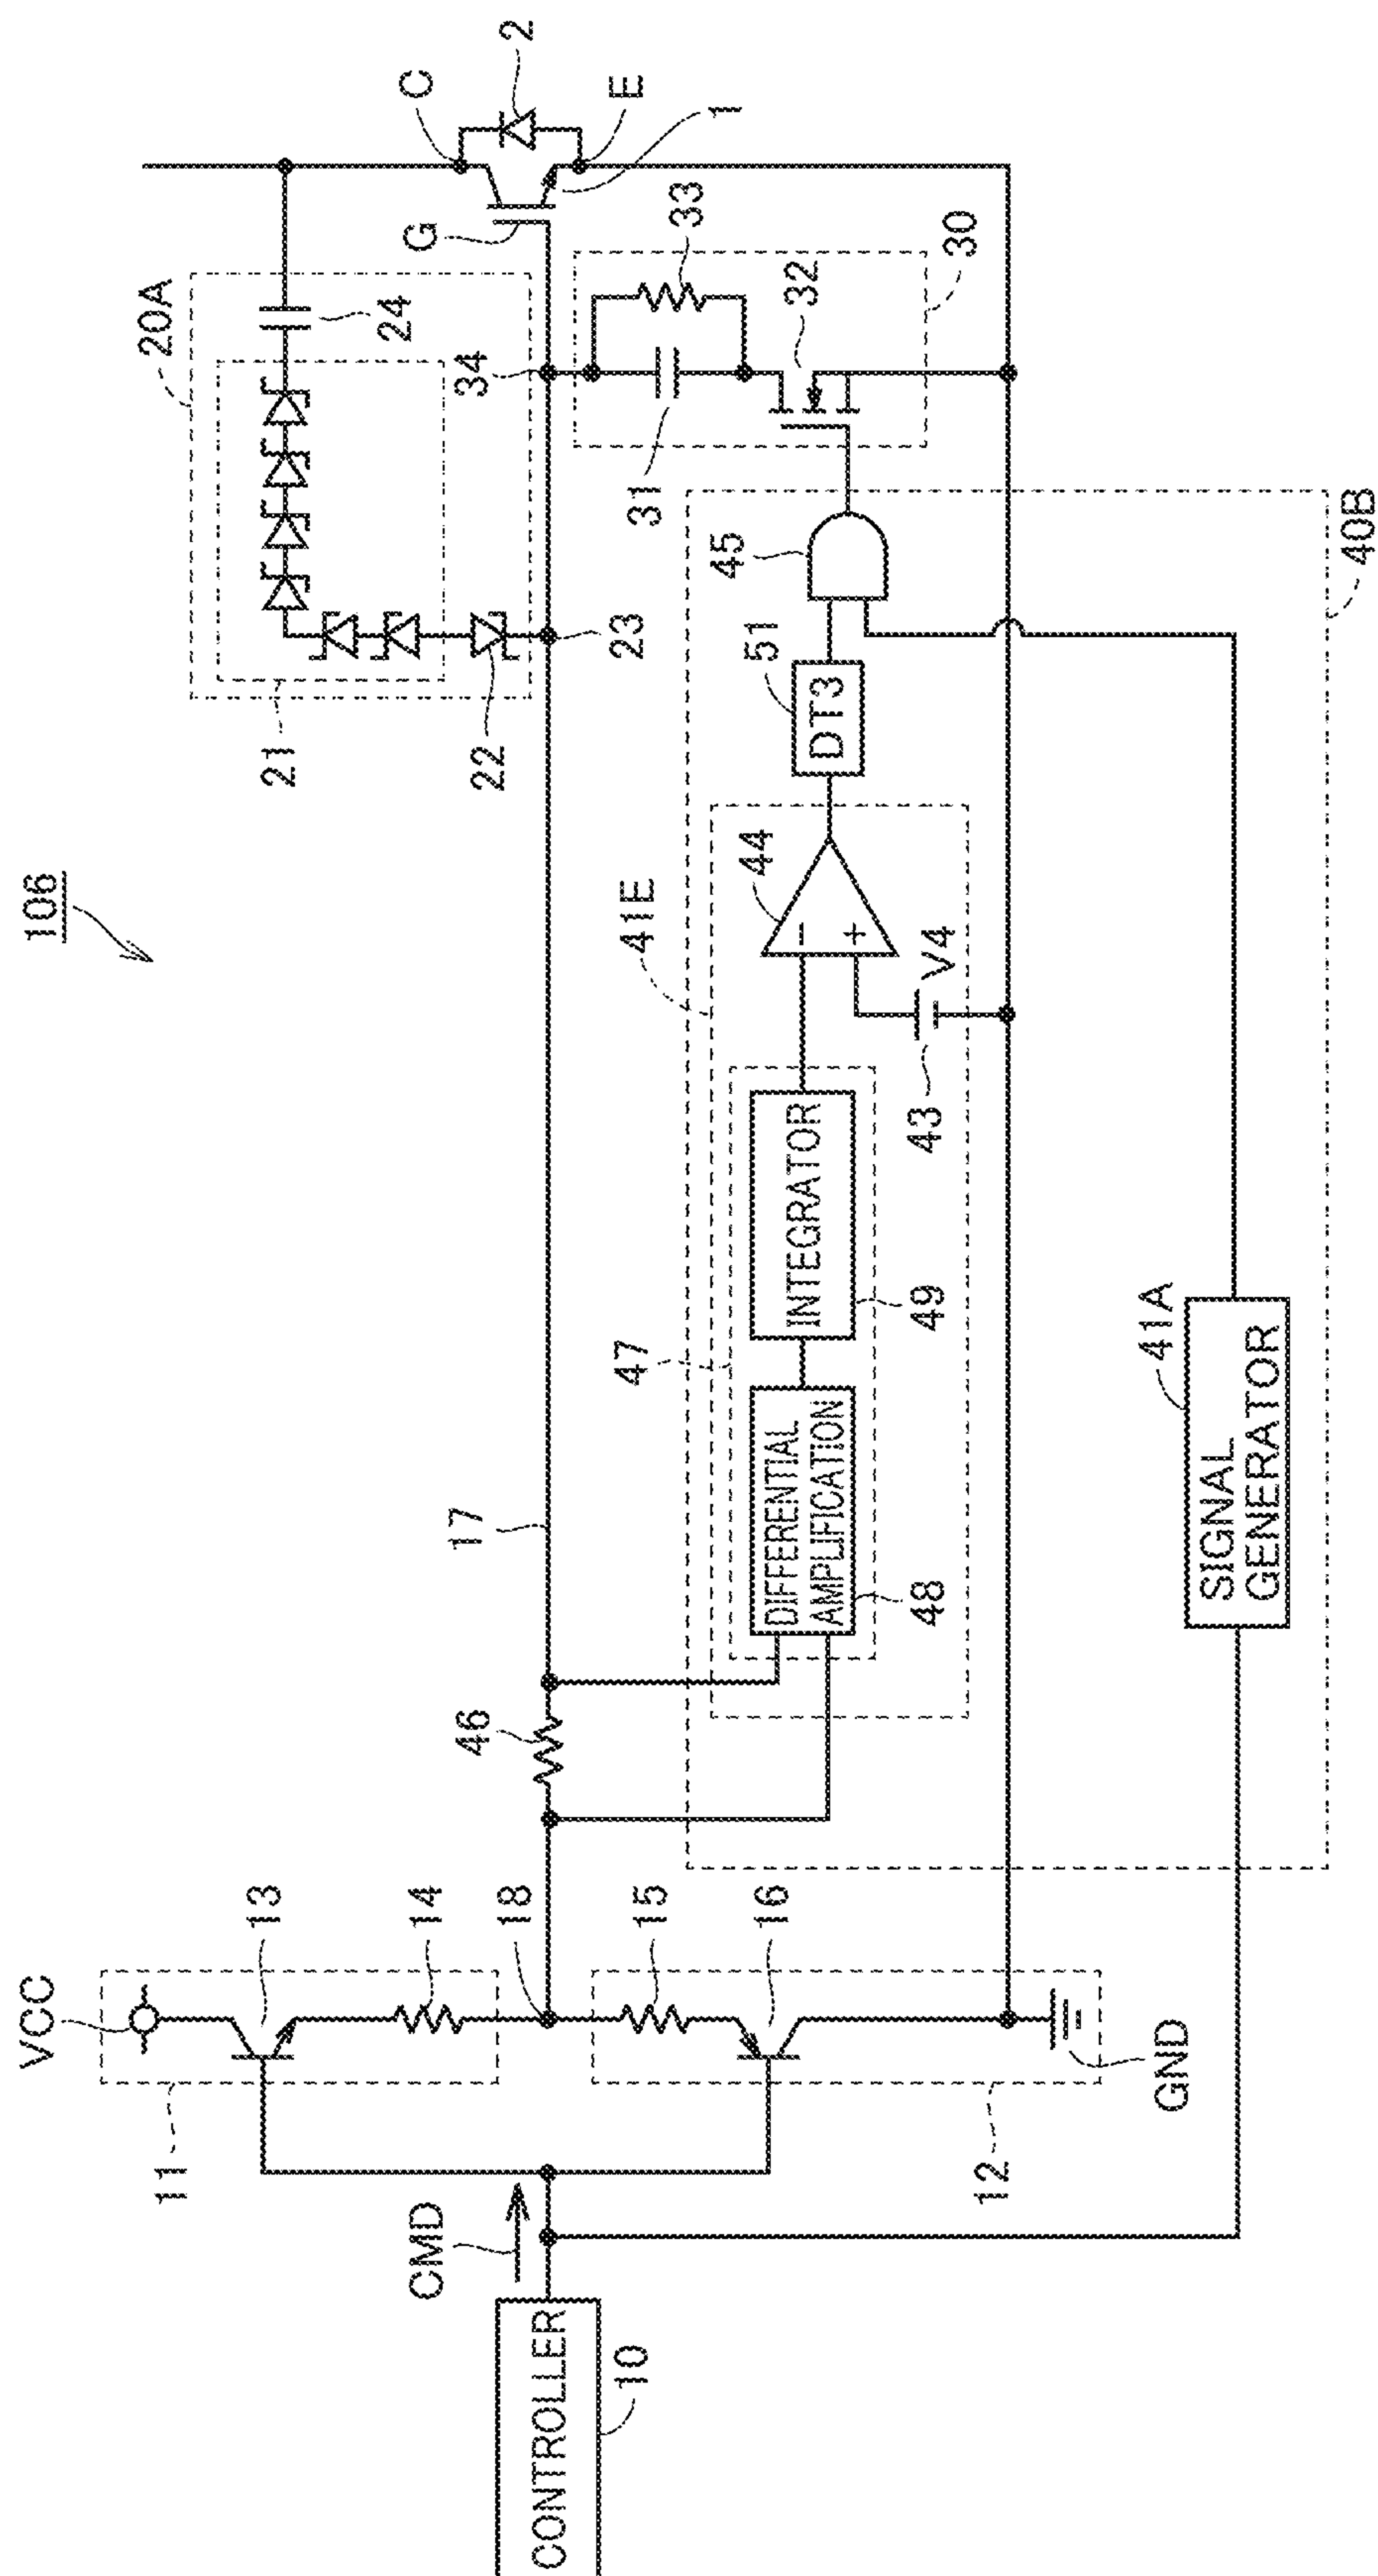 106
VCC
13
14
18
15
16
11
12
GND
CMD
CONTROLLER
10
46
17
20A
21
22
23
24
34
C
G
E
1
2
33
32
31
30
40B
41E
47
DIFFERENTIAL
AMPLIFICATION
48
INTEGRATOR
49
44
−
+
V4
43
DT3
51
45
SIGNAL
GENERATOR
41A